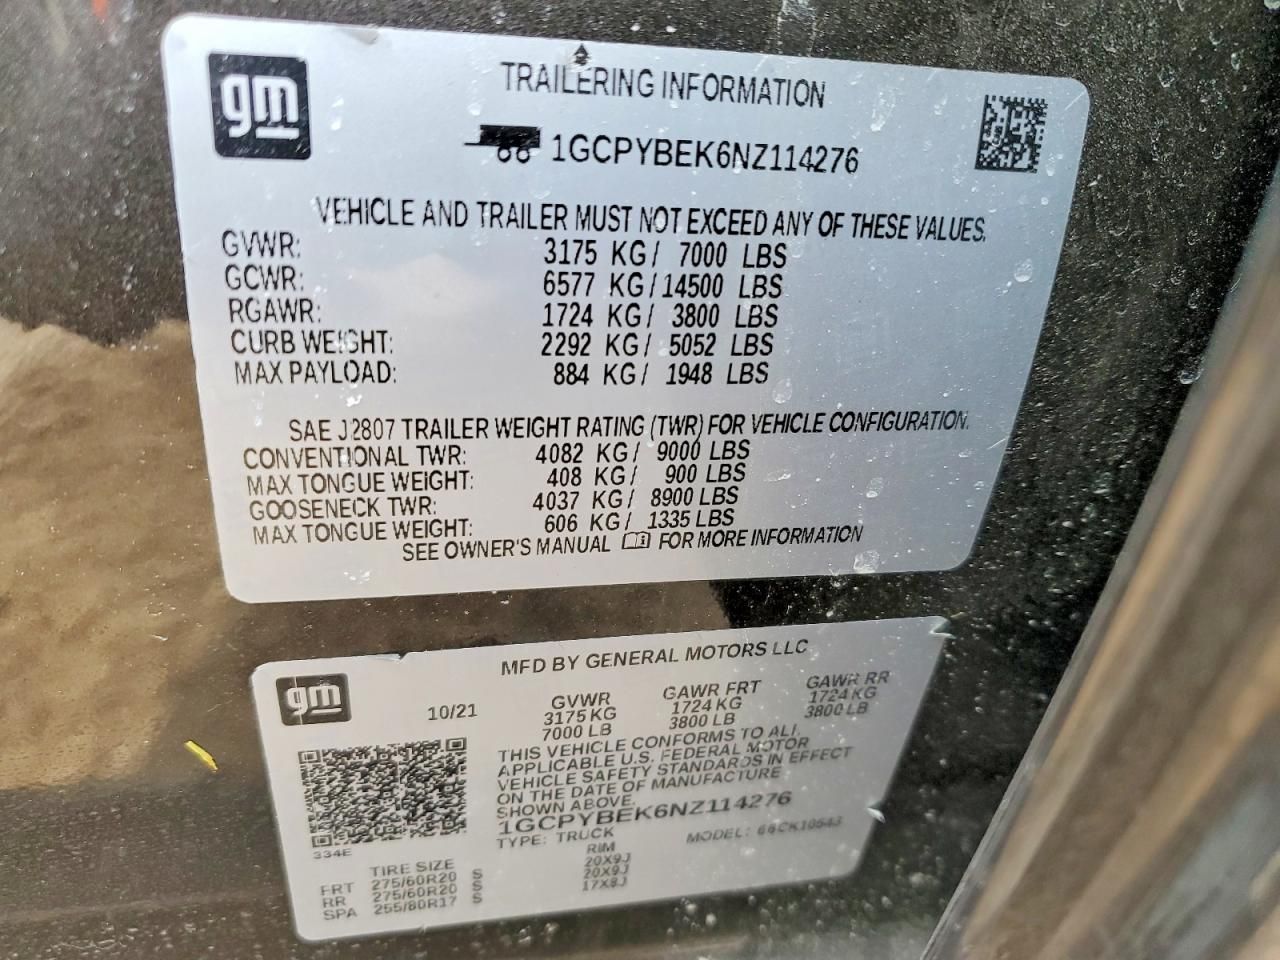 gm
TRAILERING INFORMATION
1GCPYBEK6NZ114276
VEHICLE AND TRAILER MUST NOT EXCEED ANY OF THESE VALUES.
GVWR: 3175 KG/ 7000 LBS
GCWR: 6577 KG/14500 LBS
RGAWR: 1724 KG/ 3800 LBS
CURB WEIGHT: 2292 KG/ 5052 LBS
MAX PAYLOAD: 884 KG/ 1948 LBS
SAE J2807 TRAILER WEIGHT RATING (TWR) FOR VEHICLE CONFIGURATION.
CONVENTIONAL TWR: 4082 KG/ 9000 LBS
MAX TONGUE WEIGHT: 408 KG/ 900 LBS
GOOSENECK TWR: 4037 KG/ 8900 LBS
MAX TONGUE WEIGHT: 606 KG/ 1335 LBS
SEE OWNER'S MANUAL FOR MORE INFORMATION
gm
MFD BY GENERAL MOTORS LLC
10/21
GVWR GAWR FRT GAWR RR
3175 KG 1724 KG 1724 KG
7000 LB 3800 LB 3800 LB
THIS VEHICLE CONFORMS TO ALL
APPLICABLE U.S. FEDERAL MOTOR
VEHICLE SAFETY STANDARDS IN EFFECT
ON THE DATE OF MANUFACTURE
SHOWN ABOVE.
1GCPYBEK6NZ114276
TYPE: TRUCK MODEL:
334E
TIRE SIZE RIM
FRT 275/60R20 S 20X9J
RR 275/60R20 S 20X9J
SPA 255/80R17 S 17X8J